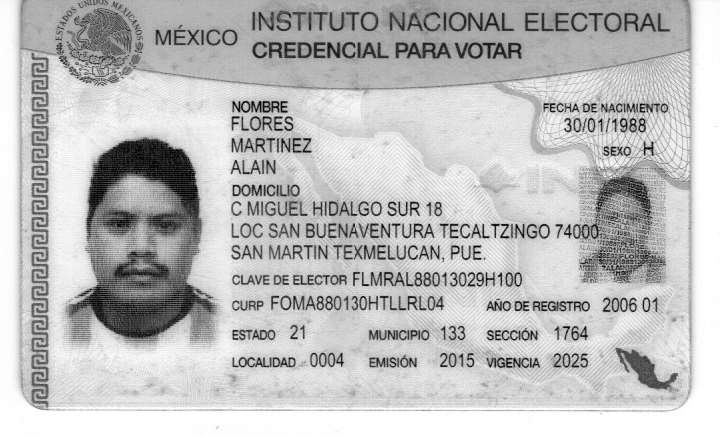 ESTADOS UNIDOS MEXICANOS
MÉXICO
INSTITUTO NACIONAL ELECTORAL
CREDENCIAL PARA VOTAR
NOMBRE
FLORES
MARTINEZ
ALAIN
FECHA DE NACIMIENTO
30/01/1988
SEXO H
DOMICILIO
C MIGUEL HIDALGO SUR 18
LOC SAN BUENAVENTURA TECALTZINGO 74000
SAN MARTIN TEXMELUCAN, PUE.
CLAVE DE ELECTOR FLMRAL88013029H100
CURP FOMA880130HTLLRL04 AÑO DE REGISTRO 2006 01
ESTADO 21 MUNICIPIO 133 SECCIÓN 1764
LOCALIDAD 0004 EMISIÓN 2015 VIGENCIA 2025